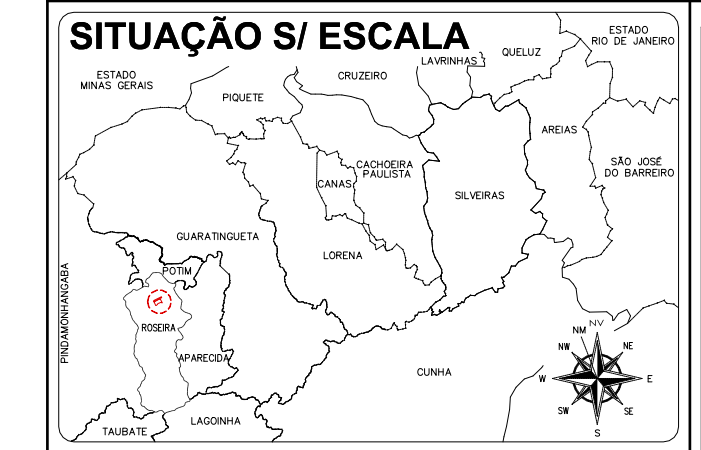 SITUAÇÃO S/ ESCALA
ESTADO
RIO DE JANEIRO
QUELUZ
LAVRINHAS
CRUZEIRO
ESTADO
MINAS GERAIS
PIQUETE
AREIAS
SÃO JOSÉ
DO BARREIRO
CACHOEIRA
PAULISTA
CANAS
SILVEIRAS
GUARATINGUETA
LORENA
POTIM
PINDAMONHANGABA
ROSEIRA
APARECIDA
CUNHA
TAUBATE
LAGOINHA
NV
NM
NW
NE
W
E
SW
SE
S